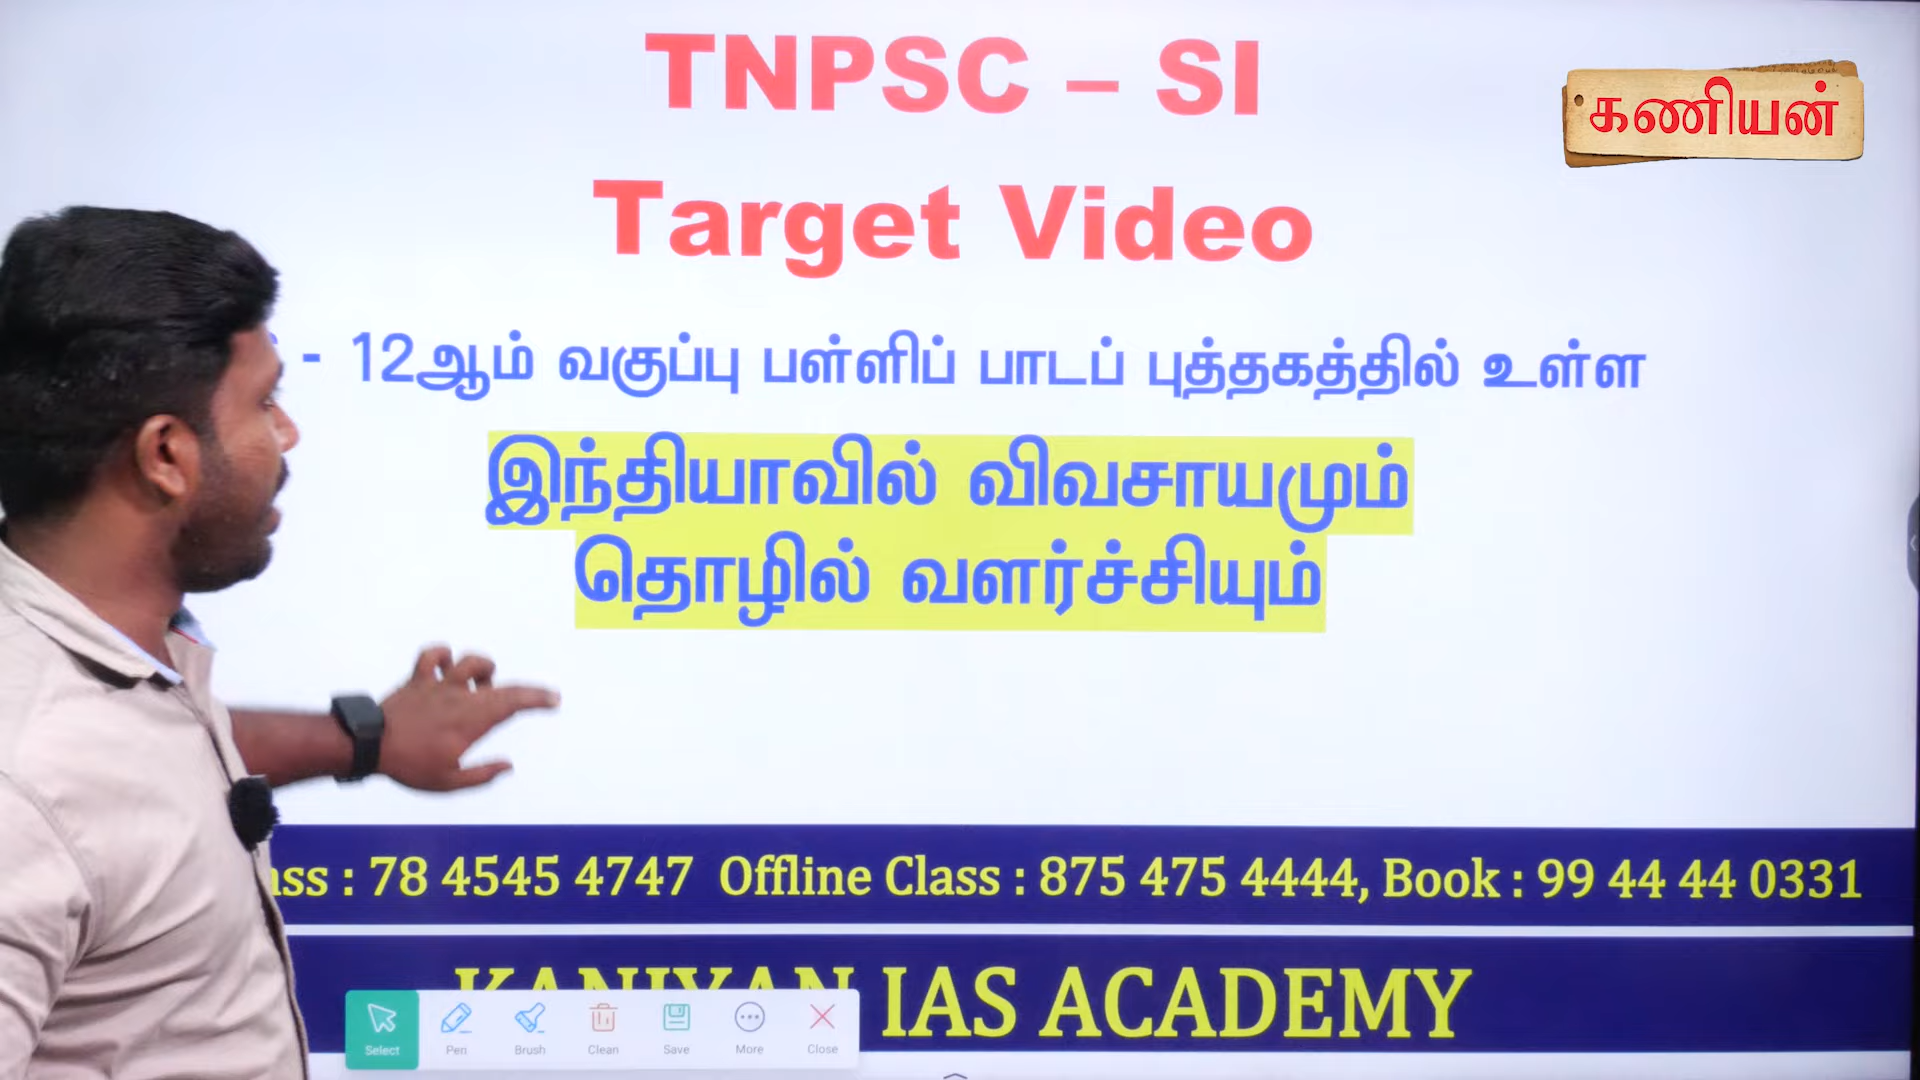 TNPSC – SI
கணியன்
Target Video
- 12ஆம் வகுப்பு பள்ளிப் பாடப் புத்தகத்தில் உள்ள
இந்தியாவில் விவசாயமும்
தொழில் வளர்ச்சியும்
: 78 4545 4747 Offline Class : 875 475 4444, Book : 99 44 44 0331
KANIYAN IAS ACADEMY
Select Pen Brush Clean Save More Close